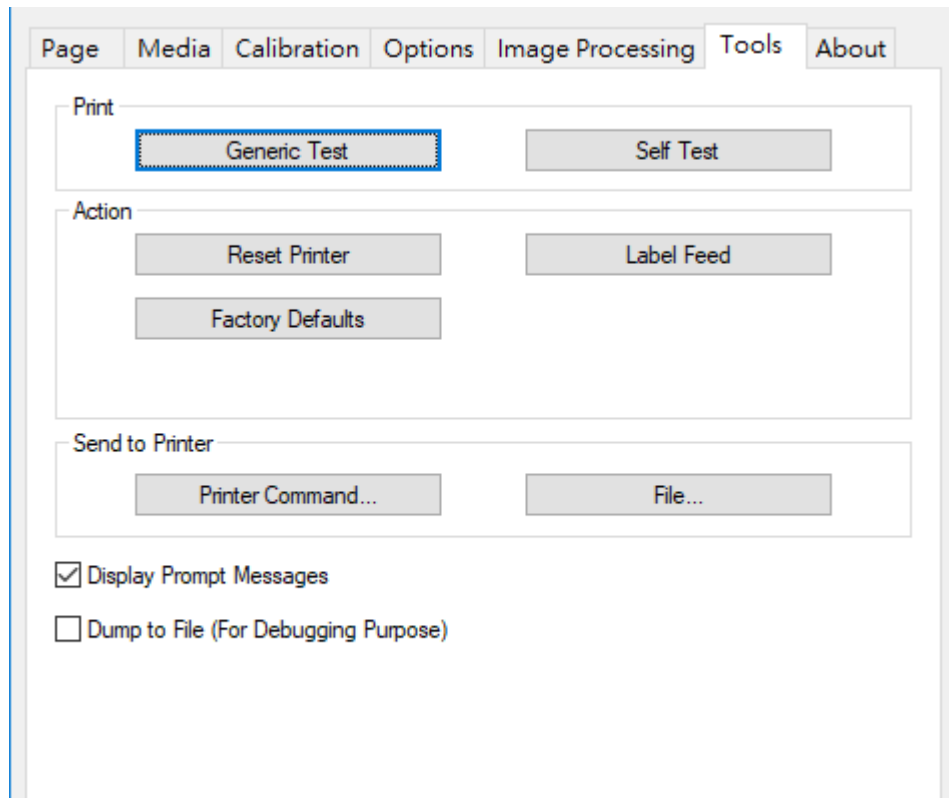 Page Media Calibration Options Image Processing Tools About
Print
Generic Test Self Test
Action
Reset Printer Label Feed
Factory Defaults
Send to Printer
Printer Command... File...
Display Prompt Messages
Dump to File (For Debugging Purpose)